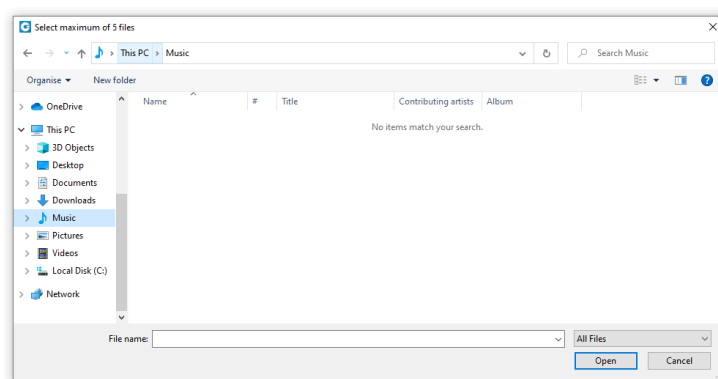 Select maximum of 5 files
This PC > Music
Search Music
Organise New folder
Name # Title Contributing artists Album
No items match your search.
OneDrive
This PC
3D Objects
Desktop
Documents
Downloads
Music
Pictures
Videos
Local Disk (C:)
Network
File name: All Files
Open Cancel